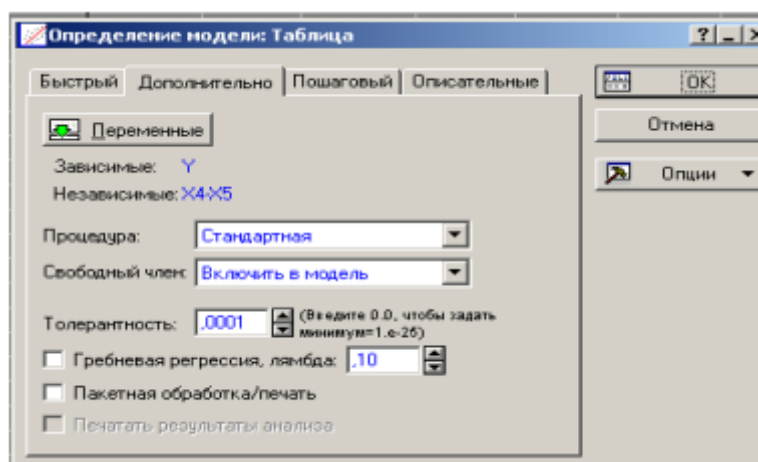 Определение модели: Таблица
Быстрый Дополнительно Пошаговый Описательные
OK
Переменные
Отмена
Зависимые: Y
Опции
Независимые: X4-X5
Процедура: Стандартная
Свободный член: Включить в модель
Толерантность: ,0001 (Введите 0.0, чтобы задать
минимум=1.e-25)
Гребневая регрессия, лямбда: ,10
Пакетная обработка/печать
Печатать результаты анализа